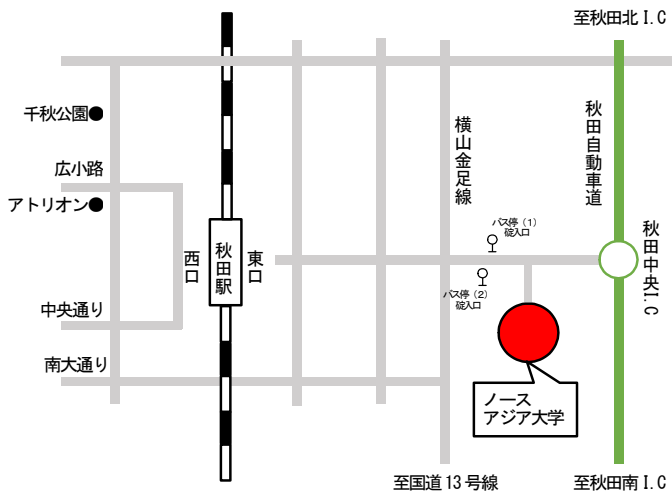 至秋田北I.C
千秋公園●
広小路
アトリオン●
横山金足線
秋田自動車道
バス停（1）
碇入口
西口
秋田駅
東口
秋田中央I.C
バス停（2）
碇入口
中央通り
南大通り
ノース
アジア大学
至国道13号線
至秋田南I.C